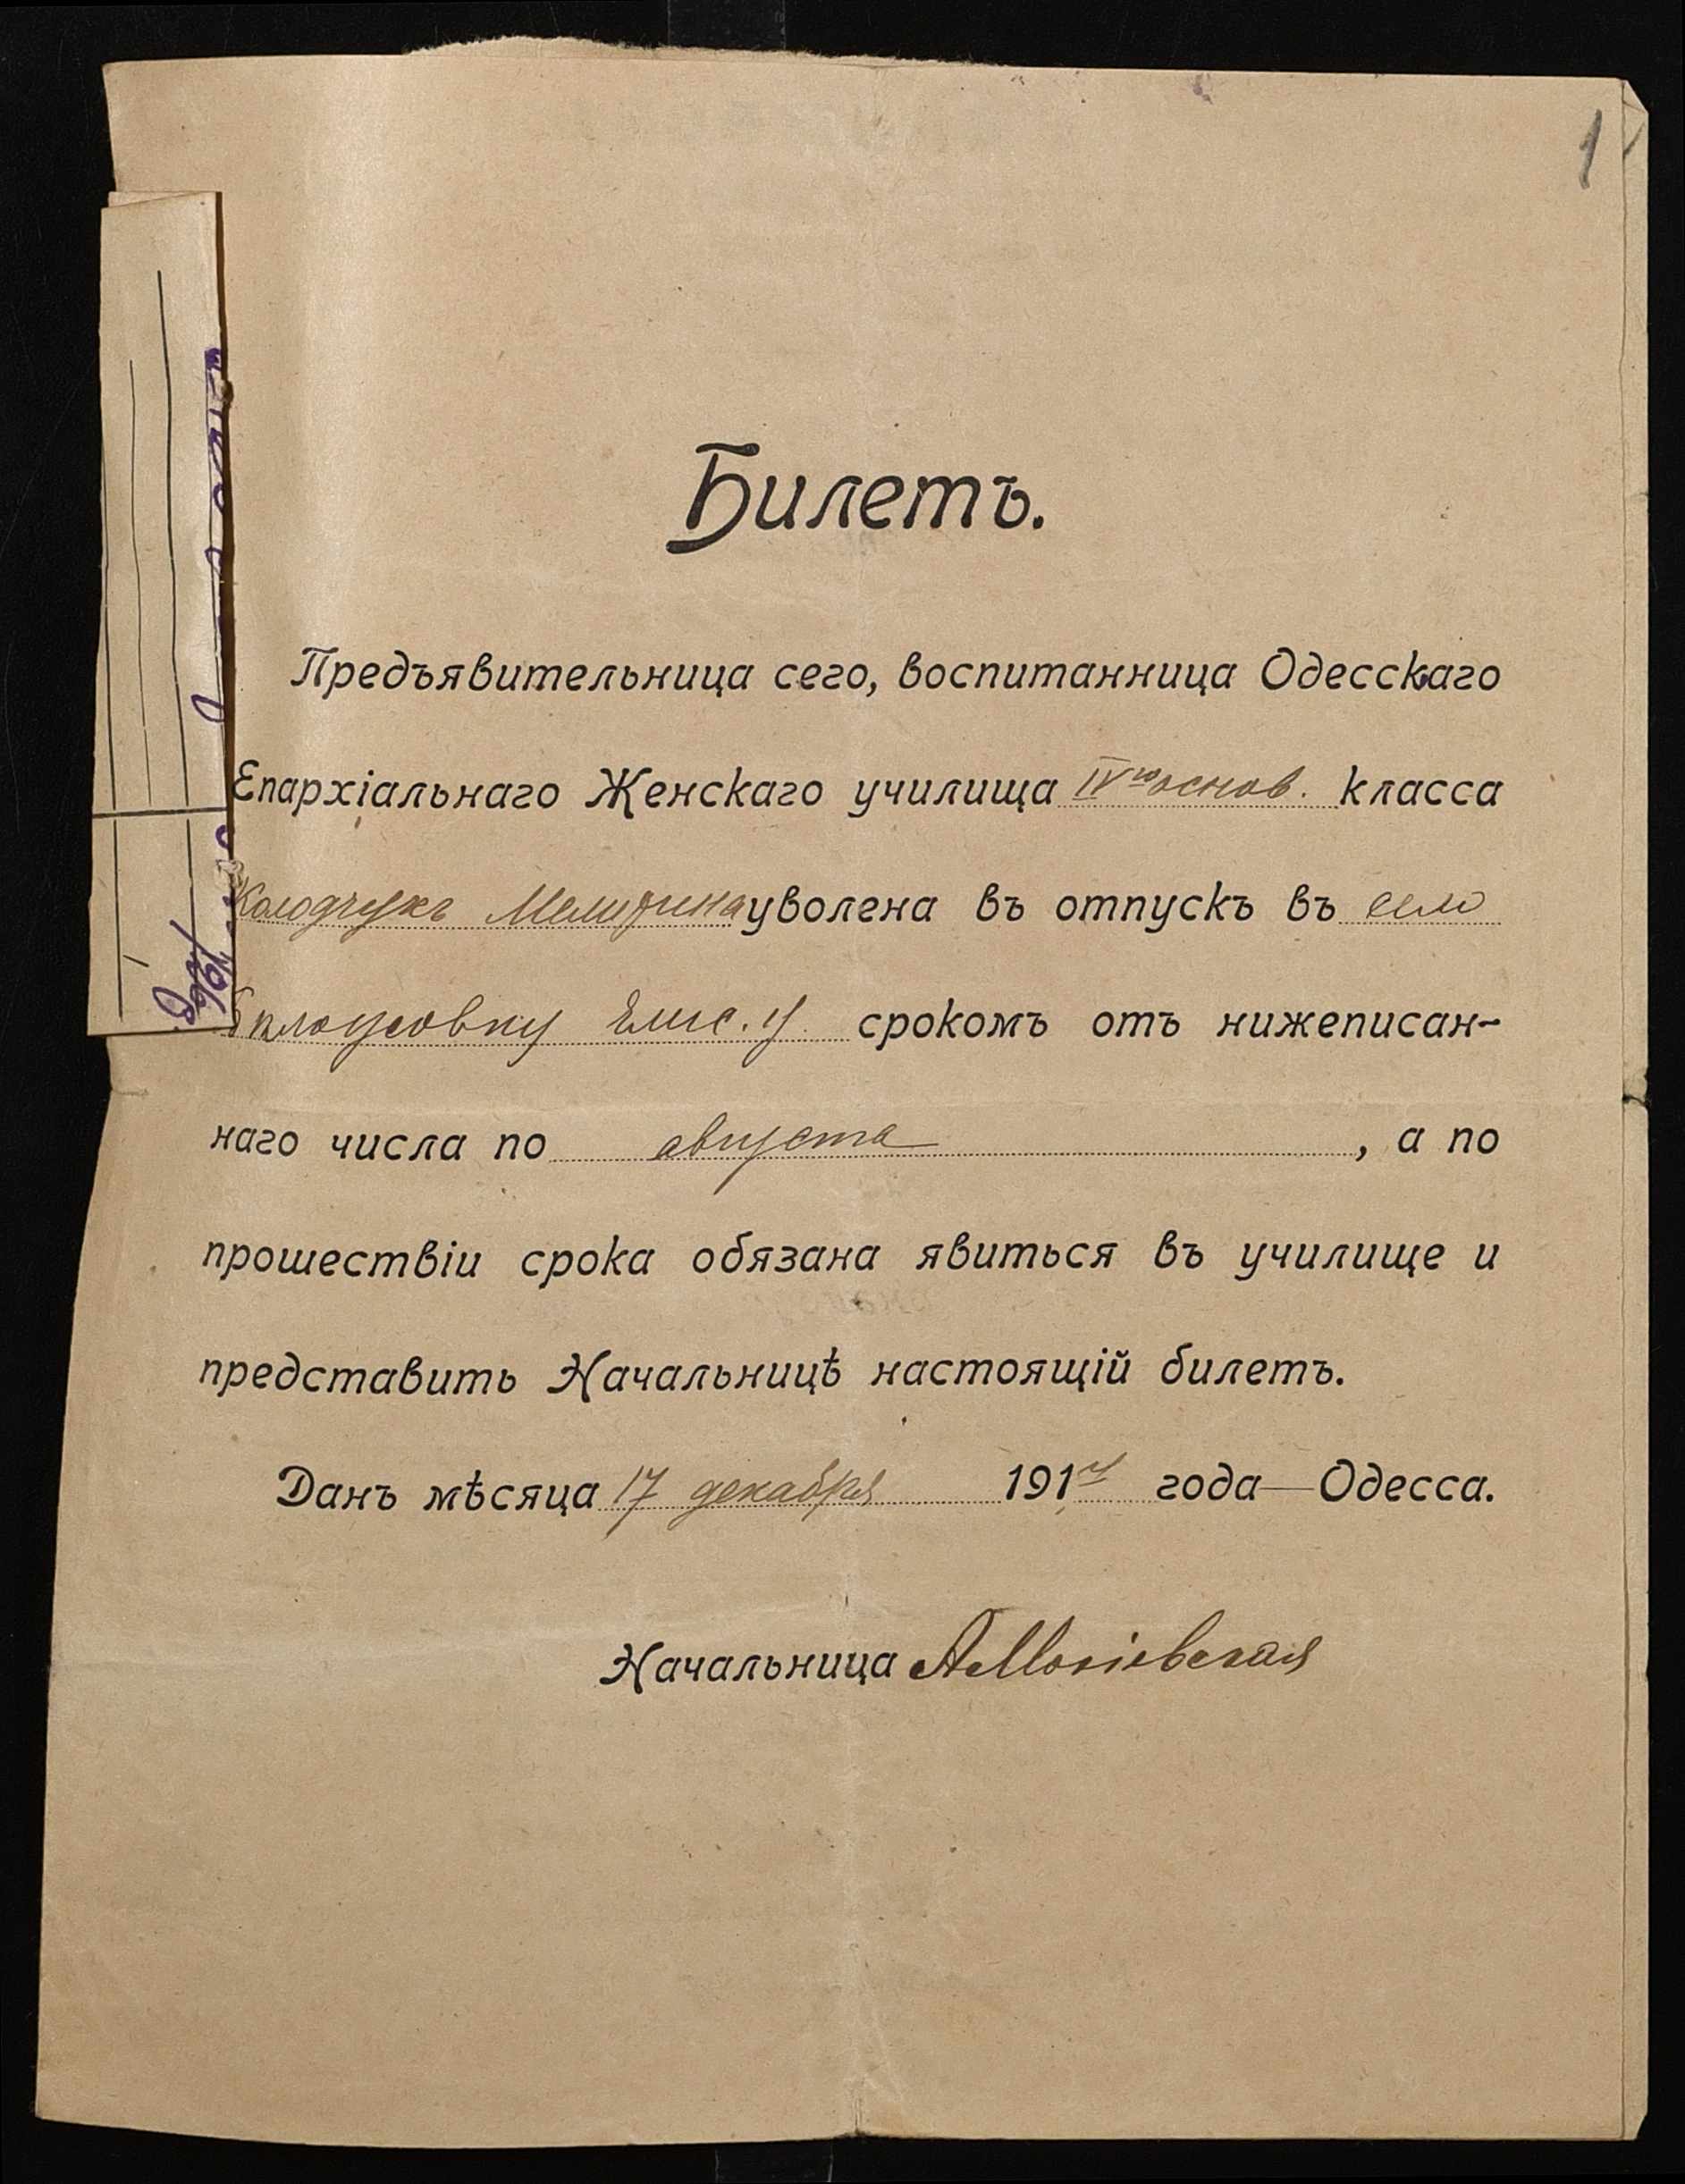 1
Билетъ.
Предъявительница сего, воспитанница Одесскаго
Епархіальнаго Женскаго училища IV го основ. класса
Колодчукъ уволена въ отпускъ въ село
Елис. у. срокомъ отъ нижеписан-
наго числа по августа, а по
прошествіи срока обязана явиться въ училище и
представить Начальницѣ настоящій билетъ.
Данъ мѣсяца 17 декабря 191 года—Одесса.
Начальница